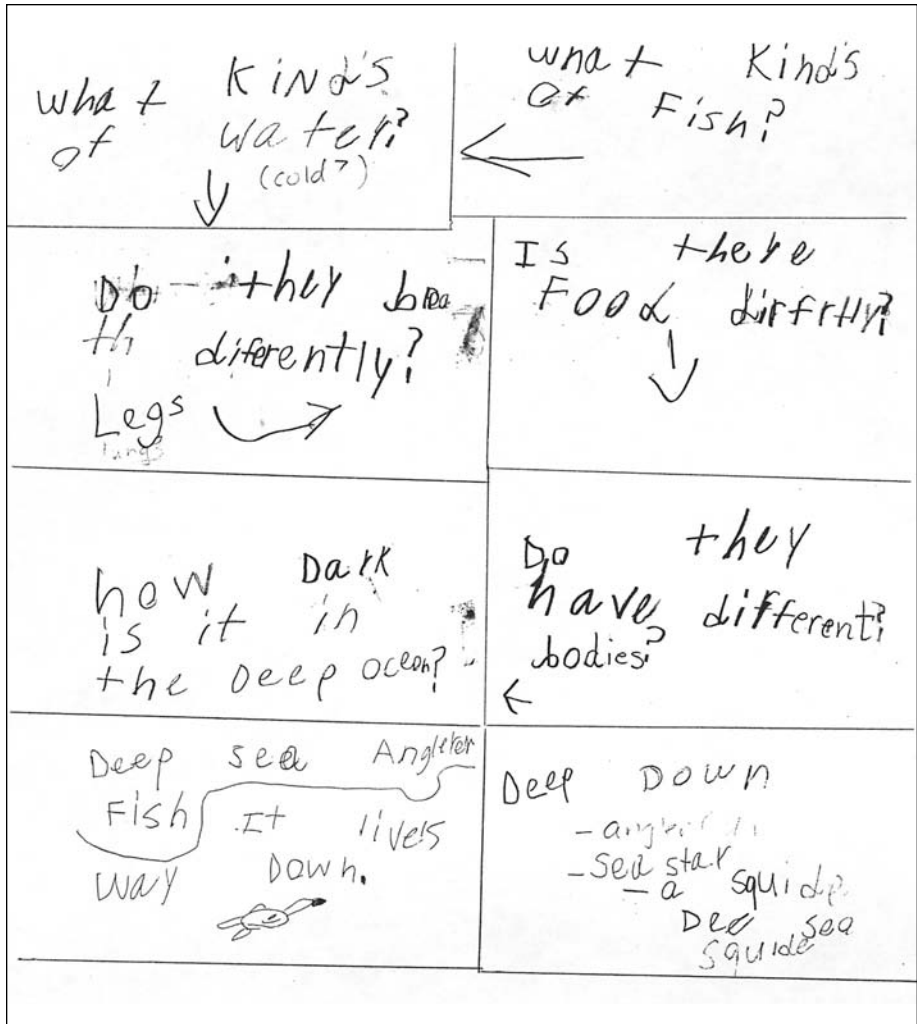 what KiNd's
of water?
(cold?)
what Kind's
of Fish?
Do they brea
th diferently?
Legs
lungs
Is there
Food dirfrtly?
how Dark
is it in
the Deep ocean?
Do they
have different?
bodies?
Deep sea Anglerer
Fish It lives
way Down.
Deep Down
-sea star
- a squide
Dee sea
squide